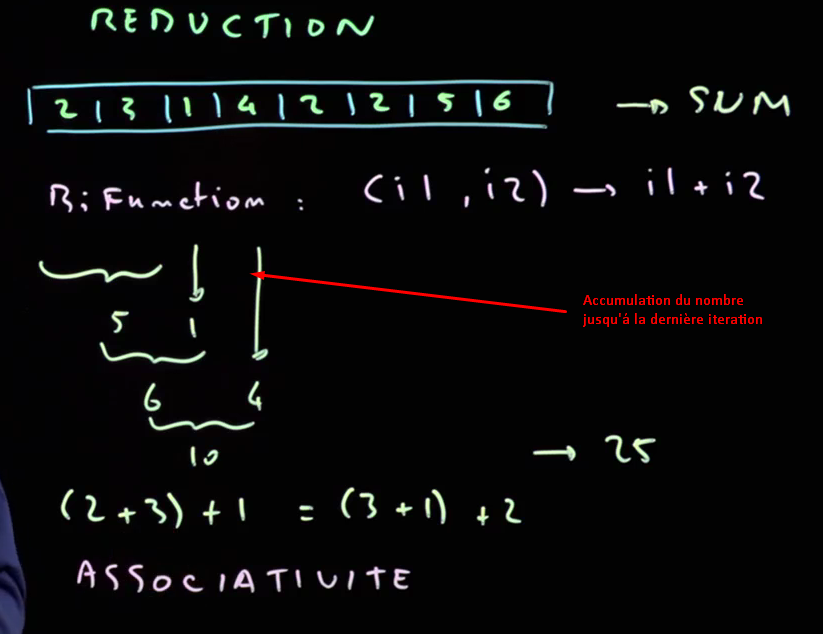 REDUCTION
| 2 | 3 | 1 | 4 | 2 | 2 | 5 | 6 | → SUM
BiFunction : (i1 , i2) → i1 + i2
Accumulation du nombre
jusqu'à la dernière iteration
5 1
6 4
10
→ 25
(2+3) + 1 = (3 + 1) + 2
ASSOCIATIVITE